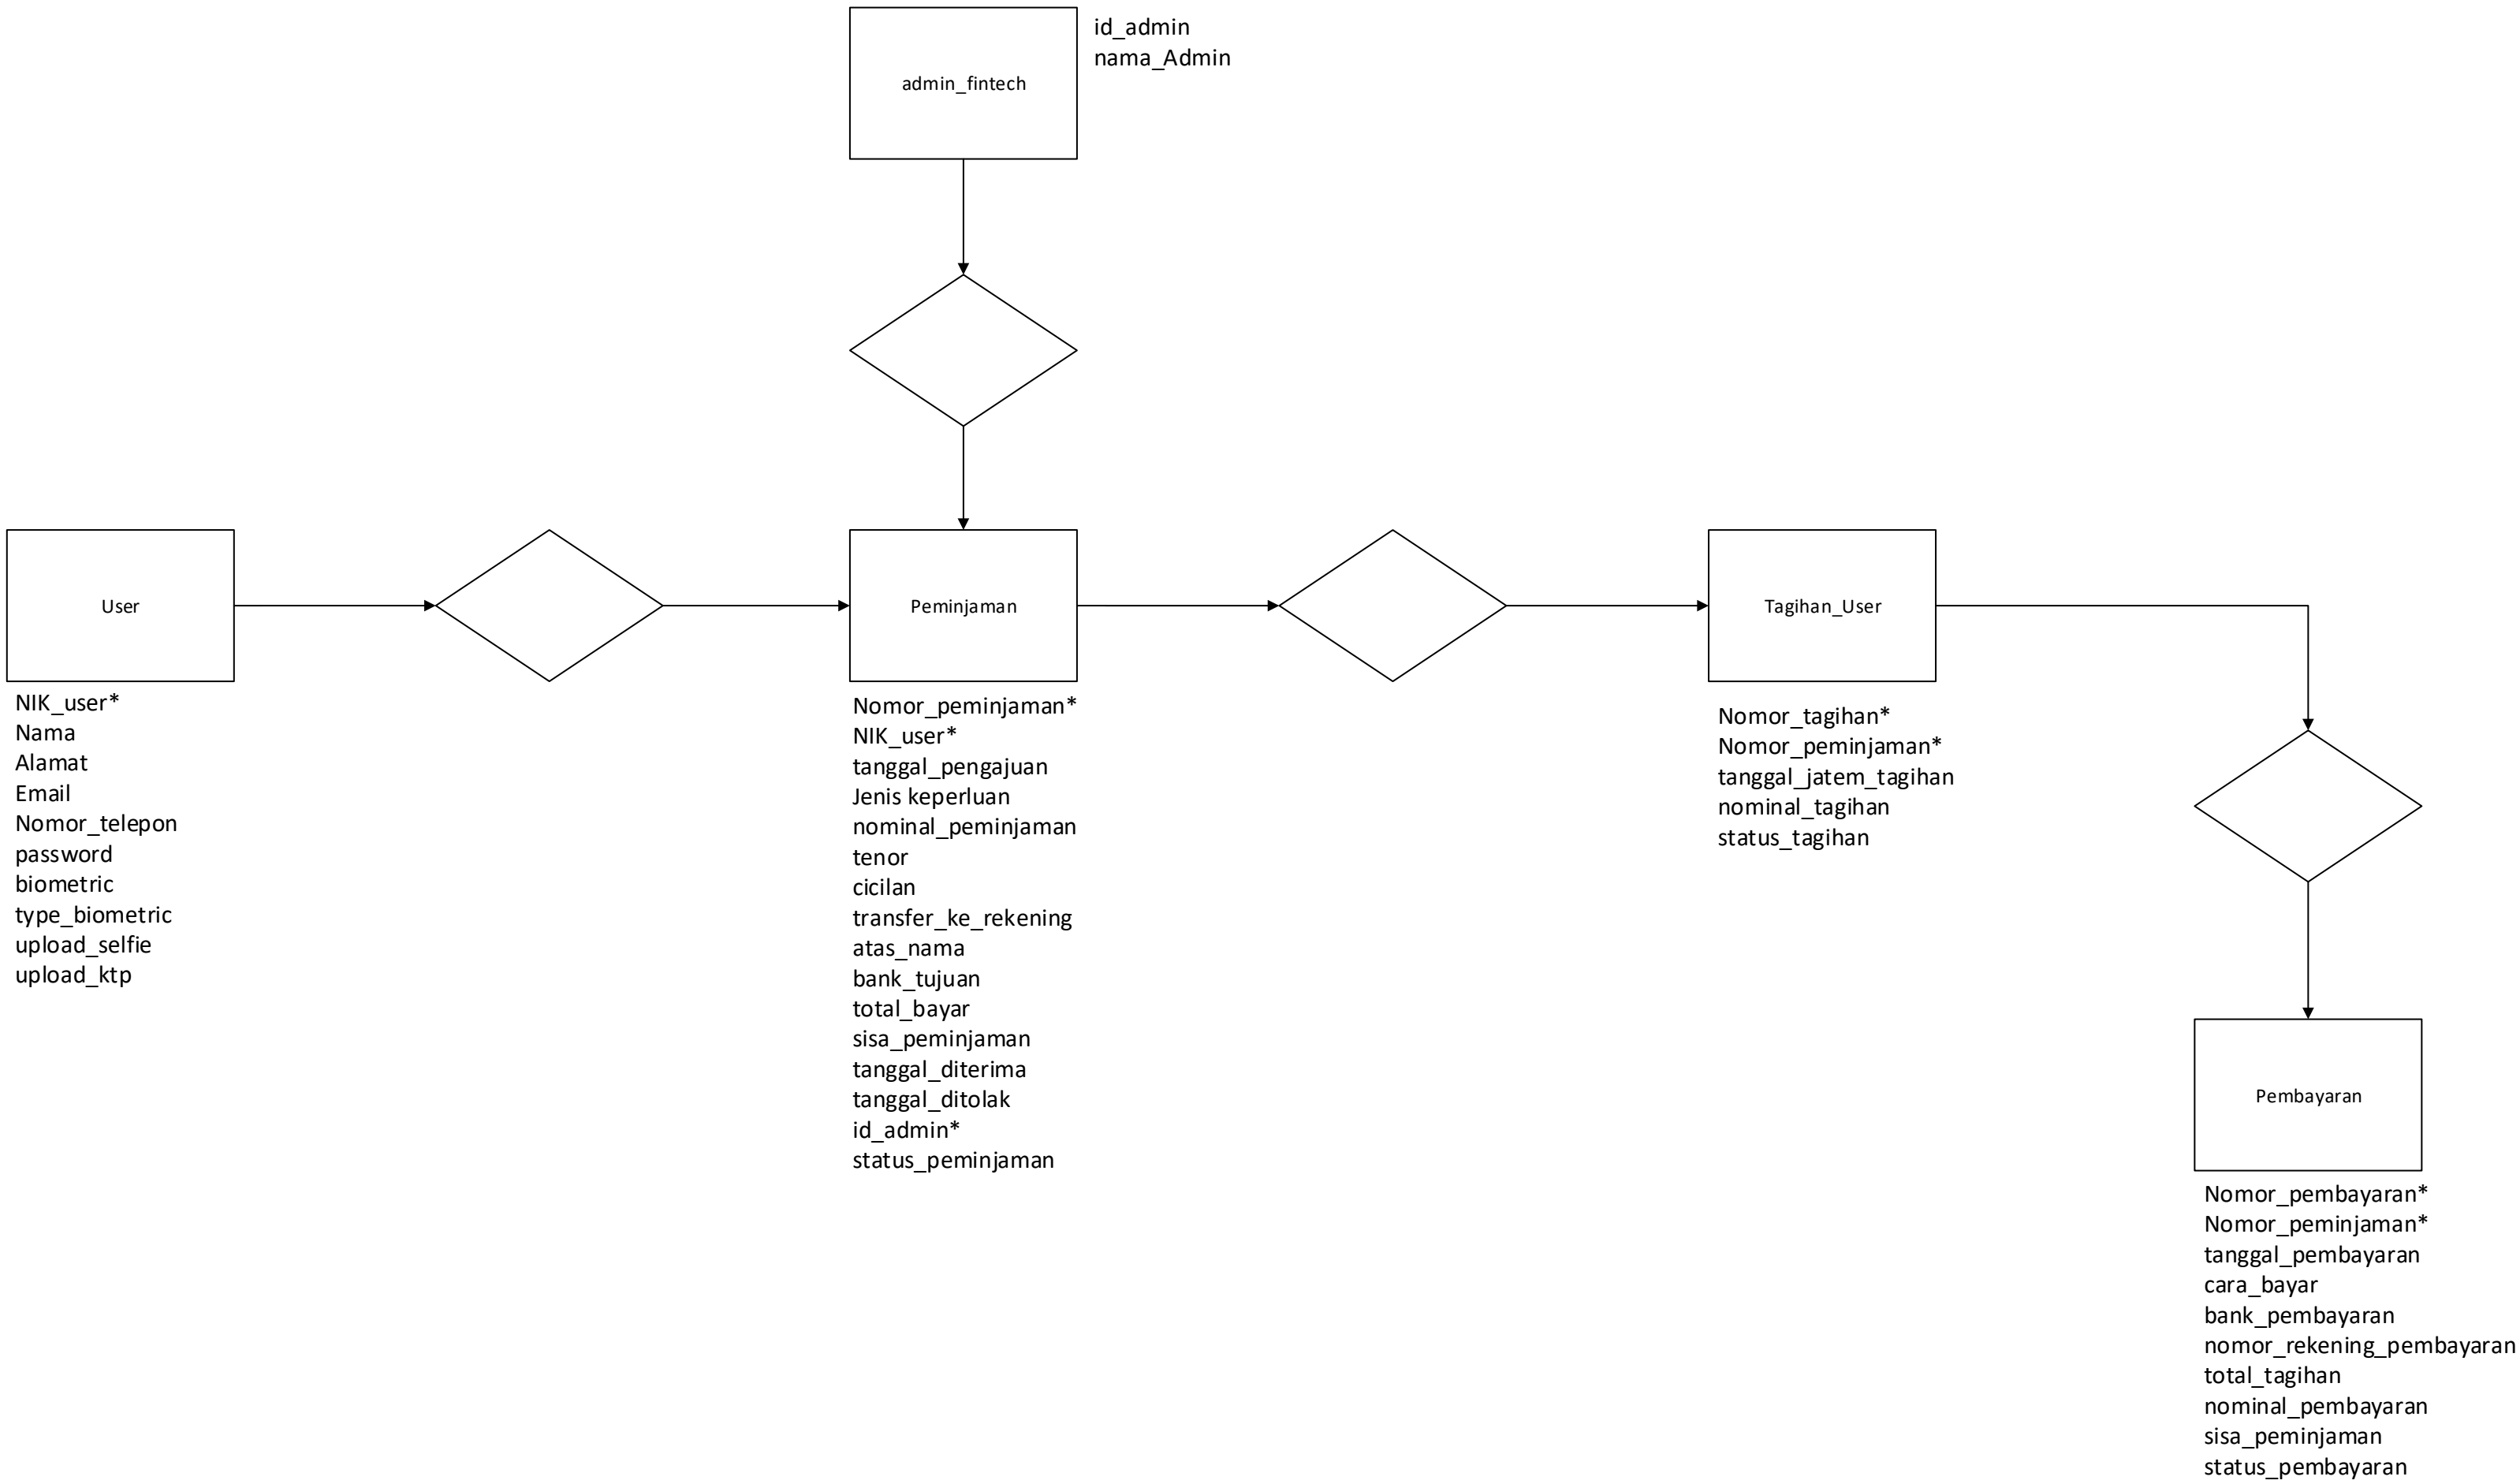 admin_fintech
id_admin
nama_Admin
User
NIK_user*
Nama
Alamat
Email
Nomor_telepon
password
biometric
type_biometric
upload_selfie
upload_ktp
Peminjaman
Nomor_peminjaman*
NIK_user*
tanggal_pengajuan
Jenis keperluan
nominal_peminjaman
tenor
cicilan
transfer_ke_rekening
atas_nama
bank_tujuan
total_bayar
sisa_peminjaman
tanggal_diterima
tanggal_ditolak
id_admin*
status_peminjaman
Tagihan_User
Nomor_tagihan*
Nomor_peminjaman*
tanggal_jatem_tagihan
nominal_tagihan
status_tagihan
Pembayaran
Nomor_pembayaran*
Nomor_peminjaman*
tanggal_pembayaran
cara_bayar
bank_pembayaran
nomor_rekening_pembayaran
total_tagihan
nominal_pembayaran
sisa_peminjaman
status_pembayaran